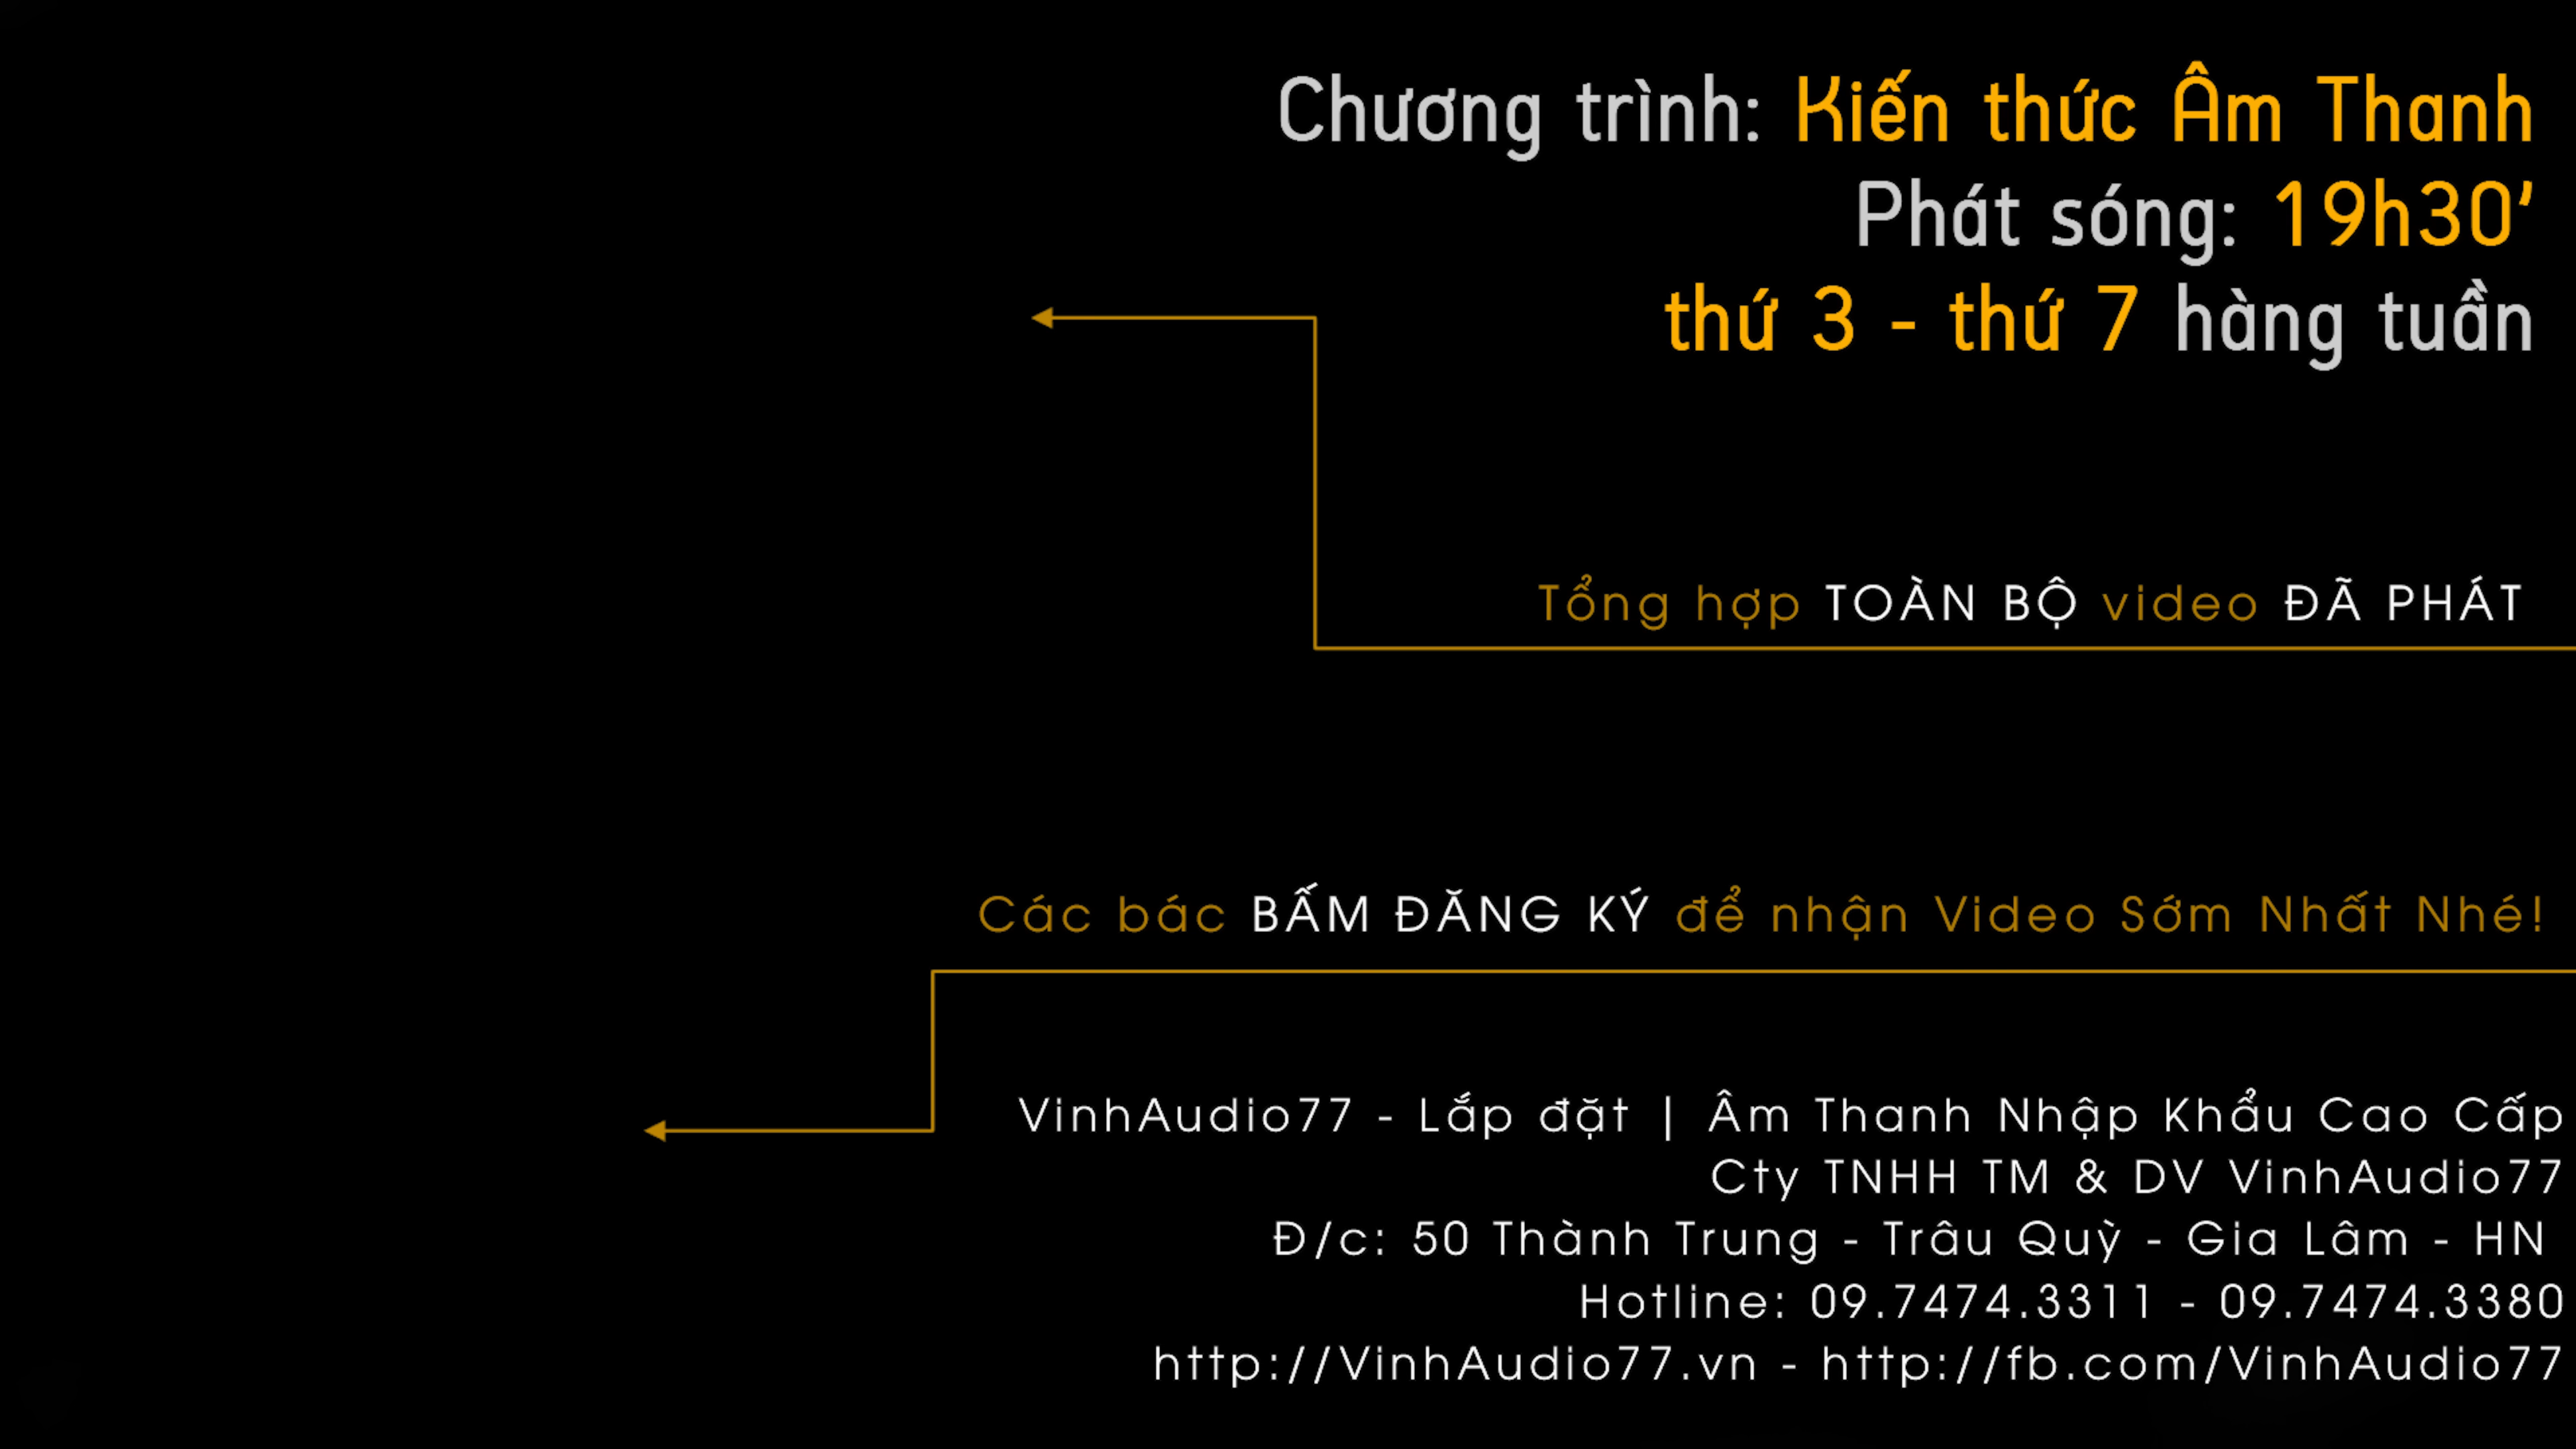 Chương trình: Kiến thức Âm Thanh
Phát sóng: 19h30’
thứ 3 - thứ 7 hàng tuần
Tổng hợp TOÀN BỘ video ĐÃ PHÁT
Các bác BẤM ĐĂNG KÝ để nhận Video Sớm Nhất Nhé!
VinhAudio77 - Lắp đặt | Âm Thanh Nhập Khẩu Cao Cấp
Cty TNHH TM & DV VinhAudio77
Đ/c: 50 Thành Trung - Trâu Quỳ - Gia Lâm - HN
Hotline: 09.7474.3311 - 09.7474.3380
http://VinhAudio77.vn - http://fb.com/VinhAudio77